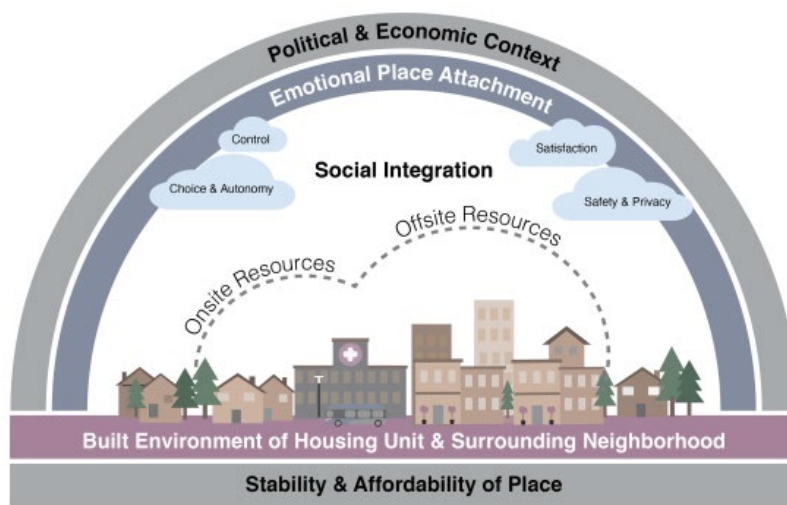 Political & Economic Context
Emotional Place Attachment
Control
Satisfaction
Social Integration
Choice & Autonomy
Safety & Privacy
Offsite Resources
Onsite Resources
Built Environment of Housing Unit & Surrounding Neighborhood
Stability & Affordability of Place